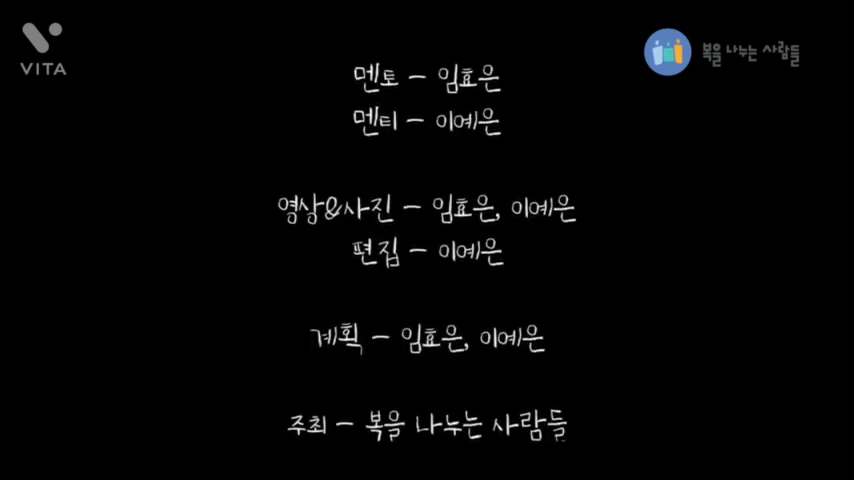 VITA
복을 나누는 사람들
멘토 - 임효은
멘티 - 이예은
영상&사진 - 임효은, 이예은
편집 - 이예은
계획 - 임효은, 이예은
주최 - 복을 나누는 사람들